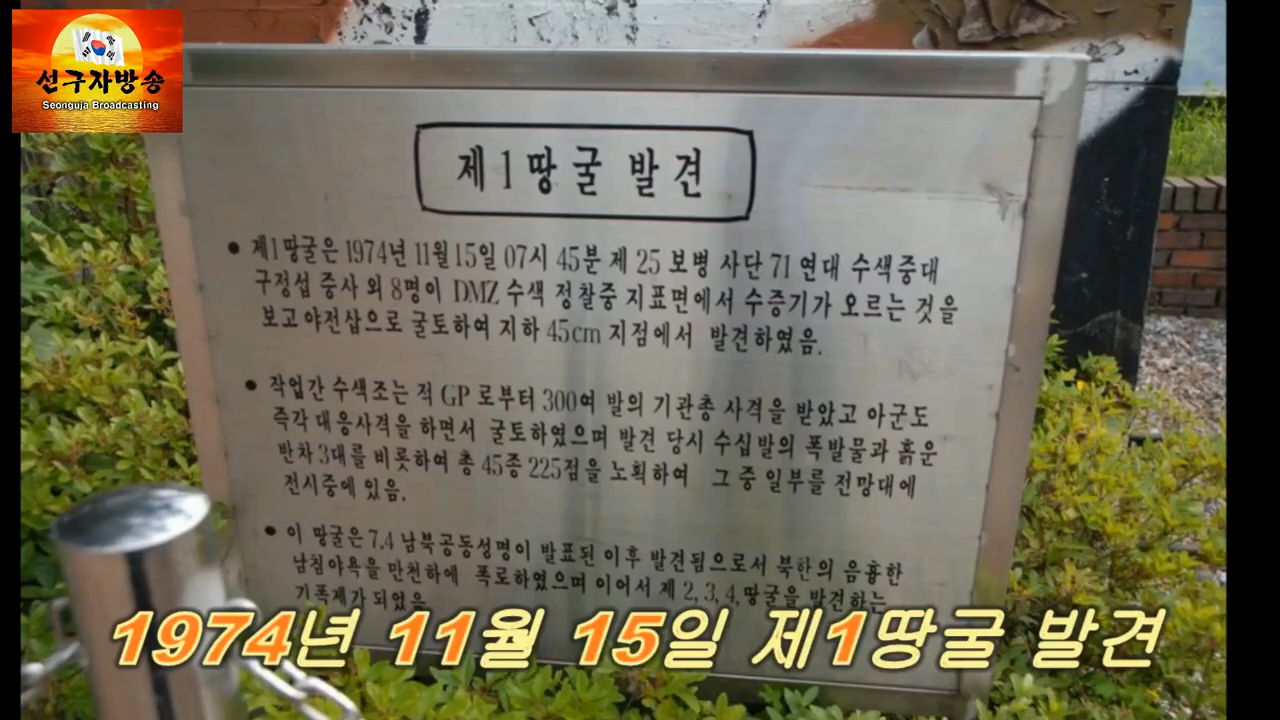 선구자방송
Seonguja Broadcasting
제1땅굴 발견
● 제1땅굴은 1974년 11월15일 07시 45분 제 25 보병 사단 71 연대 수색중대
구정섭 중사 외 8명이 DMZ 수색 정찰중 지표면에서 수증기가 오르는 것을
보고야전삽으로 굴토하여 지하 45cm 지점에서 발견하였음.
● 작업간 수색조는 적 GP 로부터 300여 발의 기관총 사격을 받았고 아군도
즉각 대응사격을 하면서 굴토하였으며 발견 당시 수십발의 폭발물과 흙운
반차 3대를 비롯하여 총 45종 225점을 노획하여 그 중 일부를 전망대에
전시중에 있음.
● 이 땅굴은 7.4 남북공동성명이 발표된 이후 발견됨으로서 북한의 음흉한
남침야욕을 만천하에 폭로하였으며 이어서 제 2, 3, 4, 땅굴을 발견하는
기폭제가 되었음
1974년 11월 15일 제1땅굴 발견